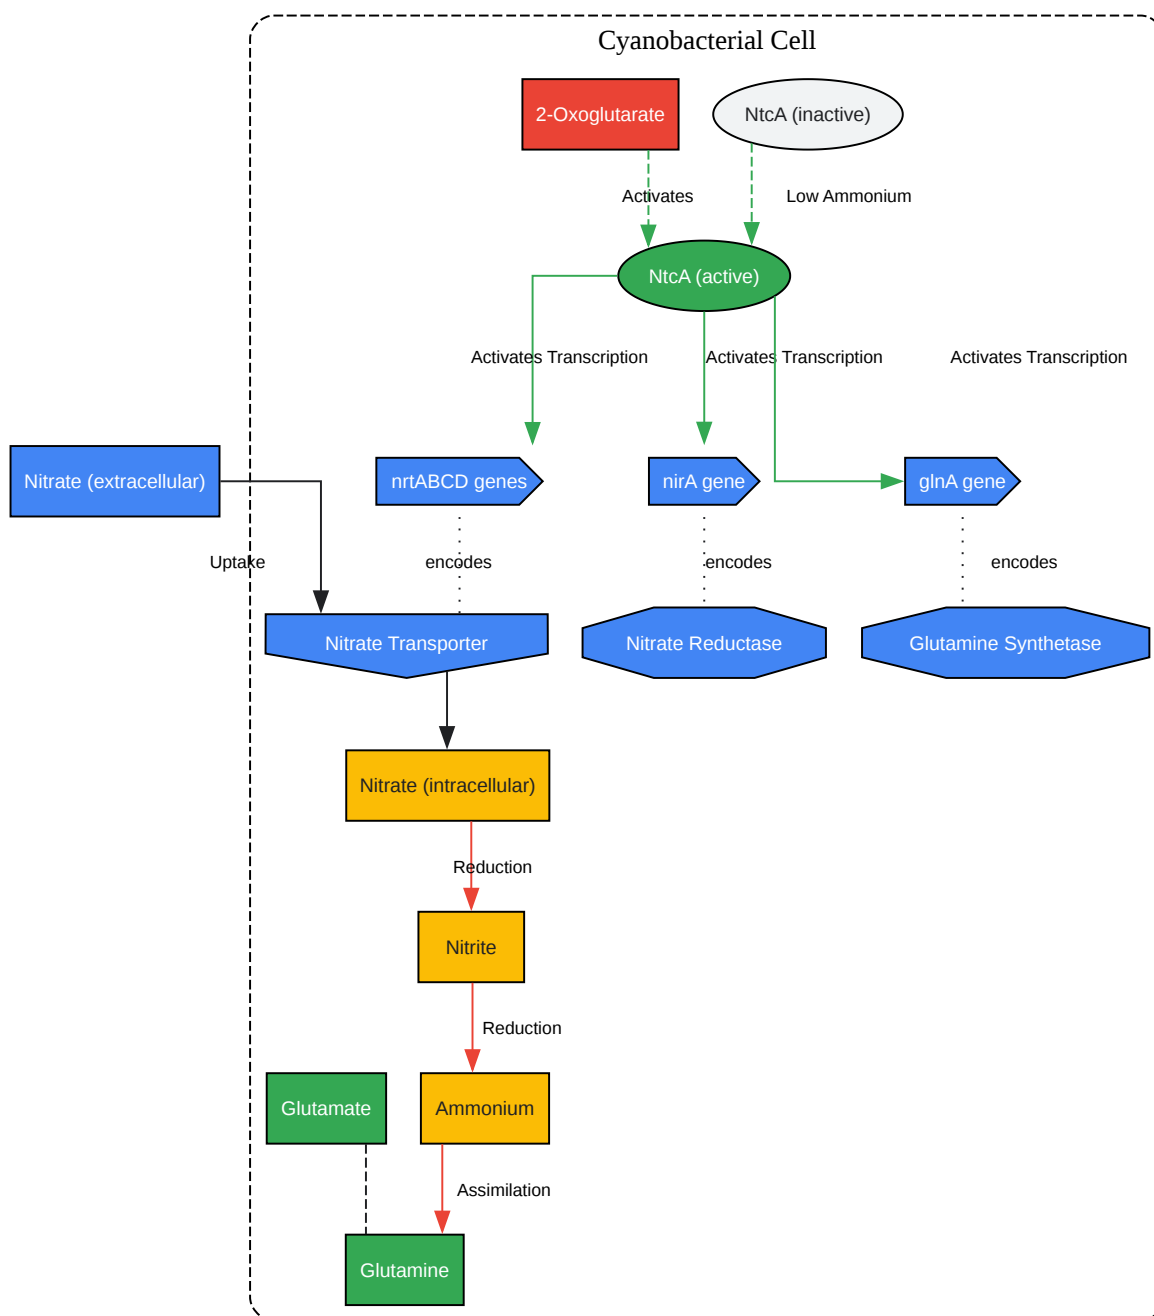 Cyanobacterial Cell
2-Oxoglutarate
NtcA (inactive)
Activates
Low Ammonium
NtcA (active)
Activates Transcription
Activates Transcription
Activates Transcription
Nitrate (extracellular)
nrtABCD genes
nirA gene
glnA gene
Uptake
encodes
encodes
encodes
Nitrate Transporter
Nitrate Reductase
Glutamine Synthetase
Nitrate (intracellular)
Reduction
Nitrite
Reduction
Glutamate
Ammonium
Assimilation
Glutamine